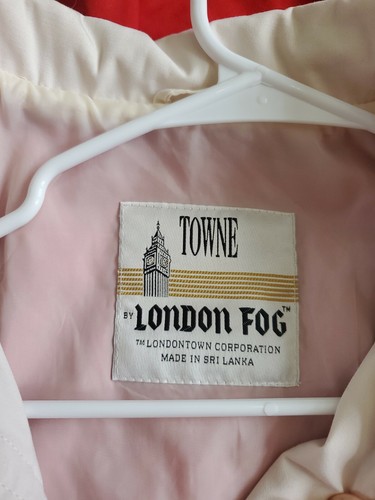 TOWNE
BY LONDON FOG™
TM LONDONTOWN CORPORATION
MADE IN SRI LANKA